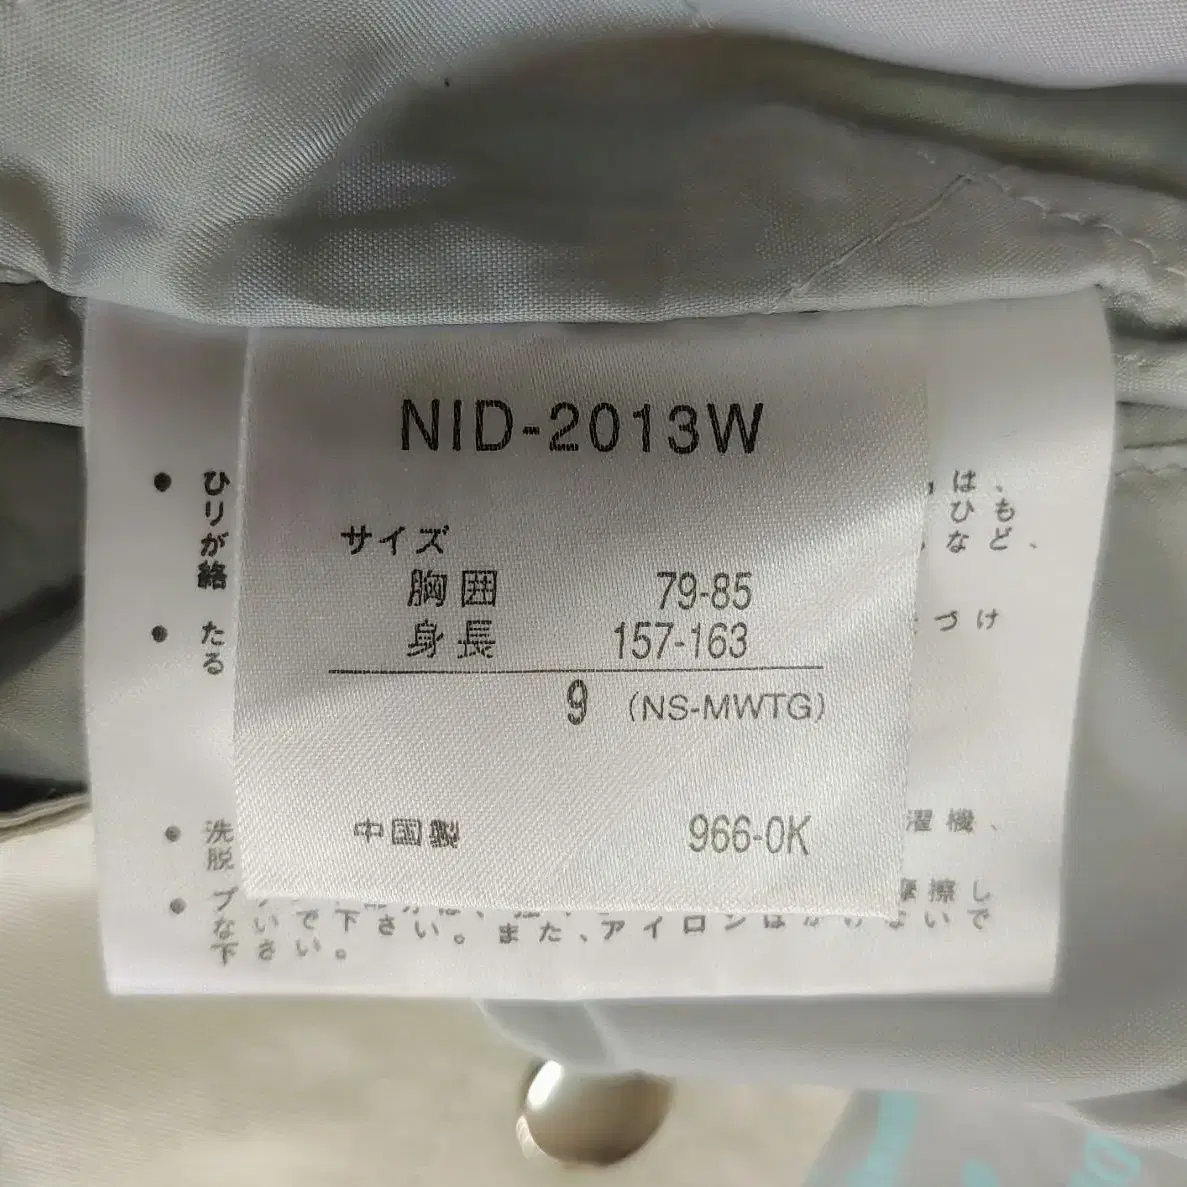 NID-2013W
サイズ
胸囲 79-85
身長 157-163
9 (NS-MWTG)
中国製 966-0K
● ひ は、
り ひも
が など、
絡
● た づけ
る
● 洗 濯機、
脱
● プ 摩擦し
ないで下さい。また、アイロンはかけないで
下さい。